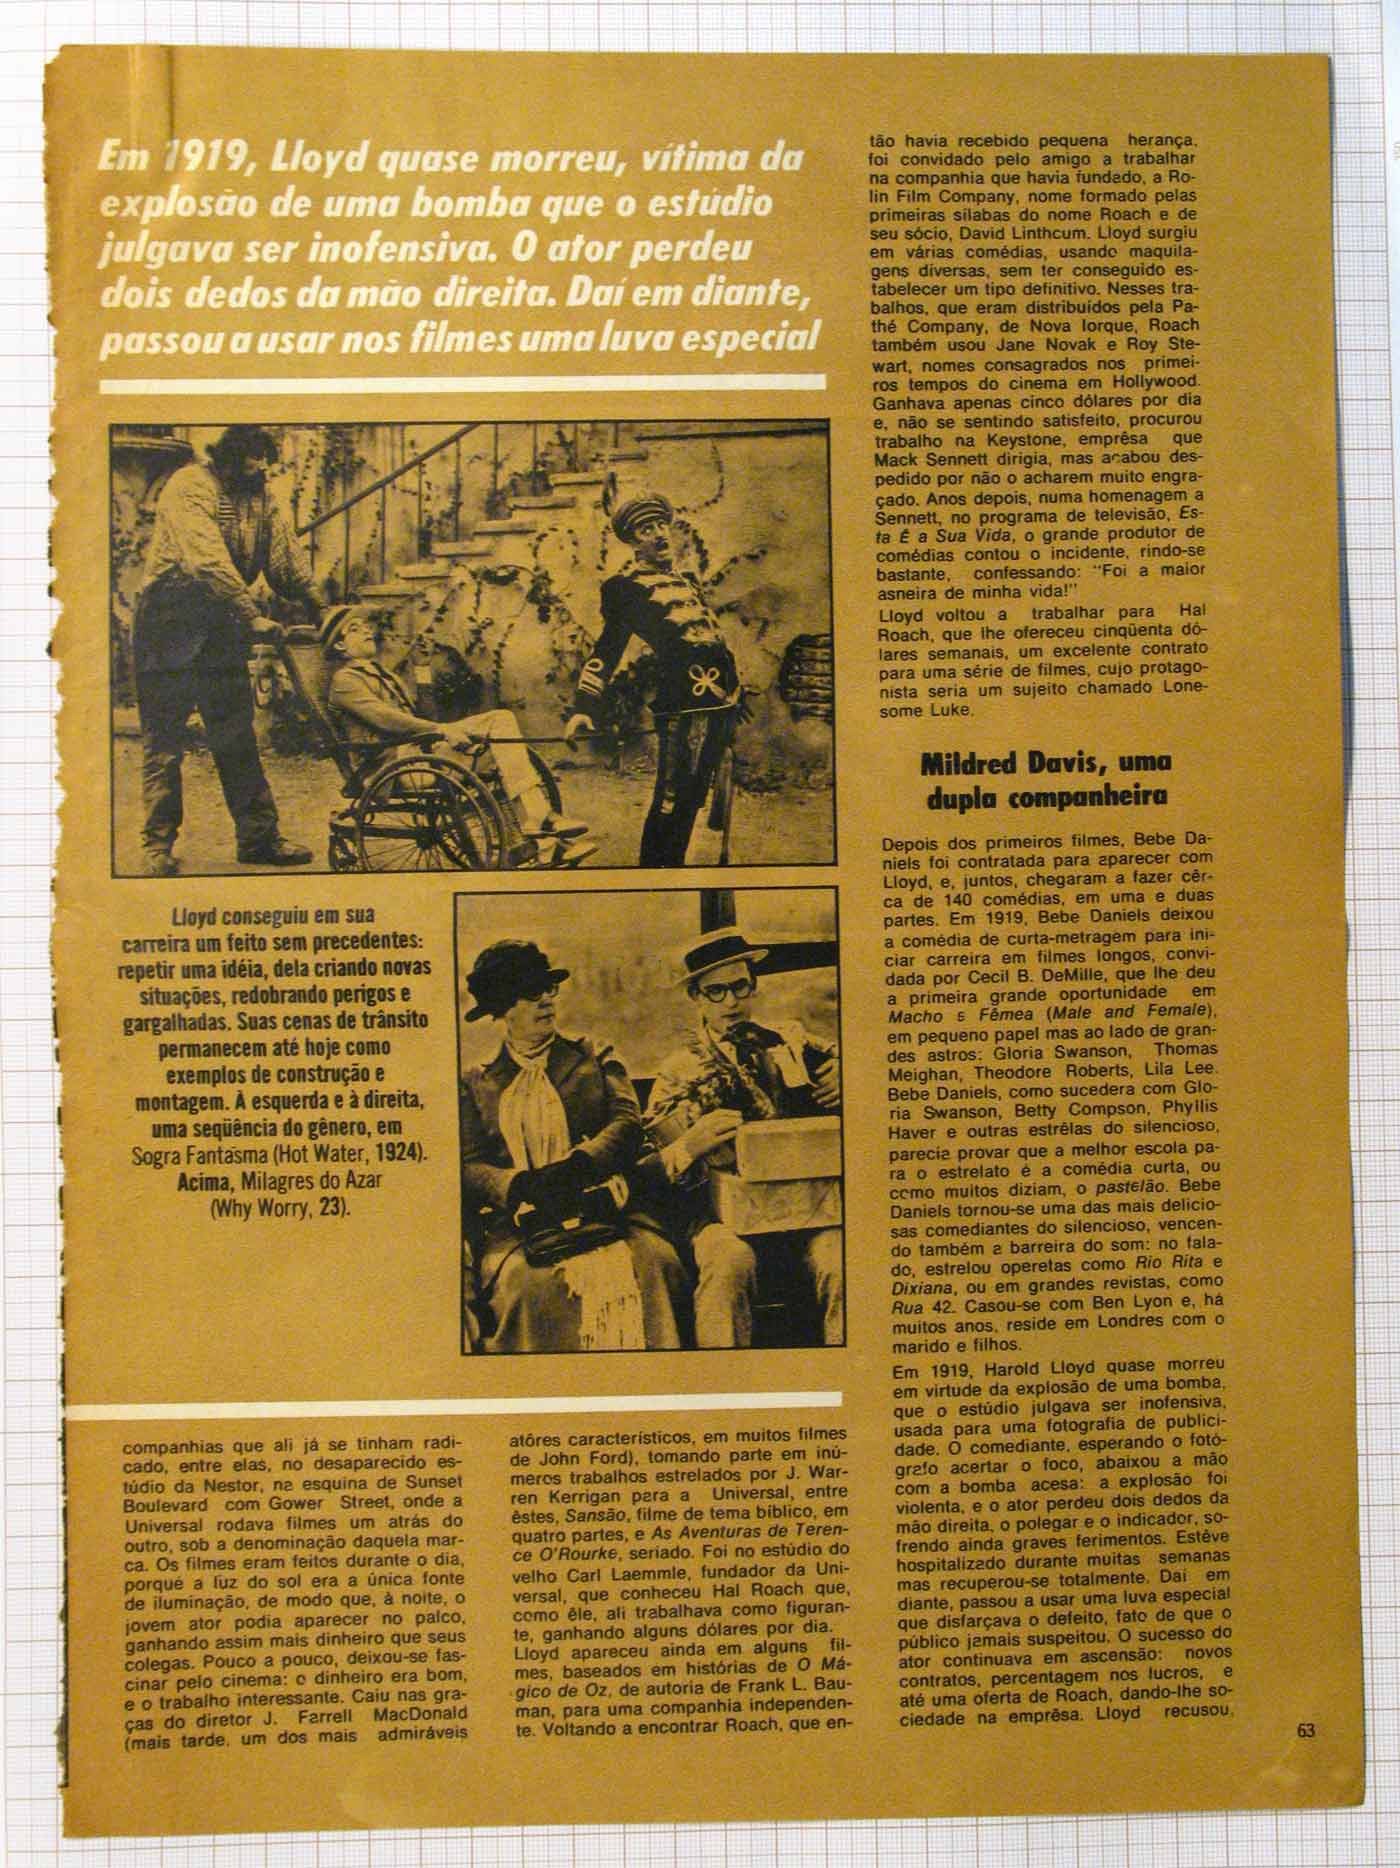 Em 1919, Lloyd quase morreu, vítima da
explosão de uma bomba que o estúdio
julgava ser inofensiva. O ator perdeu
dois dedos da mão direita. Daí em diante,
passou a usar nos filmes uma luva especial
Lloyd conseguiu em sua
carreira um feito sem precedentes:
repetir uma idéia, dela criando novas
situações, redobrando perigos e
gargalhadas. Suas cenas de trânsito
permanecem até hoje como
exemplos de construção e
montagem. À esquerda e à direita,
uma seqüência do gênero, em
Sogra Fantasma (Hot Water, 1924).
Acima, Milagres do Azar
(Why Worry, 23).
companhias que ali já se tinham radi-
cado, entre elas, no desaparecido es-
túdio da Nestor, na esquina de Sunset
Boulevard com Gower Street, onde a
Universal rodava filmes um atrás do
outro, sob a denominação daquela mar-
ca. Os filmes eram feitos durante o dia,
porque a luz do sol era a única fonte
de iluminação, de modo que, à noite, o
jovem ator podia aparecer no palco,
ganhando assim mais dinheiro que seus
colegas. Pouco a pouco, deixou-se fas-
cinar pelo cinema: o dinheiro era bom,
e o trabalho interessante. Caiu nas gra-
ças do diretor J. Farrell MacDonald
(mais tarde, um dos mais admiráveis
atôres característicos, em muitos filmes
de John Ford), tomando parte em inú-
meros trabalhos estrelados por J. War-
ren Kerrigan para a Universal, entre
êstes, Sansão, filme de tema bíblico, em
quatro partes, e As Aventuras de Teren-
ce O'Rourke, seriado. Foi no estúdio do
velho Carl Laemmle, fundador da Uni-
versal, que conheceu Hal Roach que,
como êle, ali trabalhava como figuran-
te, ganhando alguns dólares por dia.
Lloyd apareceu ainda em alguns fil-
mes, baseados em histórias de O Má-
gico de Oz, de autoria de Frank L. Bau-
man, para uma companhia independen-
te. Voltando a encontrar Roach, que en-
tão havia recebido pequena herança,
foi convidado pelo amigo a trabalhar
na companhia que havia fundado, a Ro-
lin Film Company, nome formado pelas
primeiras sílabas do nome Roach e de
seu sócio, David Linthcum. Lloyd surgiu
em várias comédias, usando maquila-
gens diversas, sem ter conseguido es-
tabelecer um tipo definitivo. Nesses tra-
balhos, que eram distribuídos pela Pa-
thé Company, de Nova Iorque, Roach
também usou Jane Novak e Roy Ste-
wart, nomes consagrados nos primei-
ros tempos do cinema em Hollywood.
Ganhava apenas cinco dólares por dia
e, não se sentindo satisfeito, procurou
trabalho na Keystone, emprêsa que
Mack Sennett dirigia, mas acabou des-
pedido por não o acharem muito engra-
çado. Anos depois, numa homenagem a
Sennett, no programa de televisão, Es-
ta É a Sua Vida, o grande produtor de
comédias contou o incidente, rindo-se
bastante, confessando: "Foi a maior
asneira de minha vida!"
Lloyd voltou a trabalhar para Hal
Roach, que lhe ofereceu cinqüenta dó-
lares semanais, um excelente contrato
para uma série de filmes, cujo protago-
nista seria um sujeito chamado Lone-
some Luke.
Mildred Davis, uma
dupla companheira
Depois dos primeiros filmes, Bebe Da-
niels foi contratada para aparecer com
Lloyd, e, juntos, chegaram a fazer cêr-
ca de 140 comédias, em uma e duas
partes. Em 1919, Bebe Daniels deixou
a comédia de curta-metragem para ini-
ciar carreira em filmes longos, convi-
dada por Cecil B. DeMille, que lhe deu
a primeira grande oportunidade em
Macho e Fêmea (Male and Female),
em pequeno papel mas ao lado de gran-
des astros: Gloria Swanson, Thomas
Meighan, Theodore Roberts, Lila Lee.
Bebe Daniels, como sucedera com Glo-
ria Swanson, Betty Compson, Phyllis
Haver e outras estrêlas do silencioso,
parecia provar que a melhor escola pa-
ra o estrelato é a comédia curta, ou
como muitos diziam, o pastelão. Bebe
Daniels tornou-se uma das mais delicio-
sas comediantes do silencioso, vencen-
do também a barreira do som: no fala-
do, estrelou operetas como Rio Rita e
Dixiana, ou em grandes revistas, como
Rua 42. Casou-se com Ben Lyon e, há
muitos anos, reside em Londres com o
marido e filhos.
Em 1919, Harold Lloyd quase morreu
em virtude da explosão de uma bomba,
que o estúdio julgava ser inofensiva,
usada para uma fotografia de publici-
dade. O comediante, esperando o fotó-
grafo acertar o foco, abaixou a mão
com a bomba acesa: a explosão foi
violenta, e o ator perdeu dois dedos da
mão direita, o polegar e o indicador, so-
frendo ainda graves ferimentos. Estêve
hospitalizado durante muitas semanas
mas recuperou-se totalmente. Daí em
diante, passou a usar uma luva especial
que disfarçava o defeito, fato de que o
público jamais suspeitou. O sucesso do
ator continuava em ascensão: novos
contratos, percentagem nos lucros, e
até uma oferta de Roach, dando-lhe so-
ciedade na emprêsa. Lloyd recusou,
63